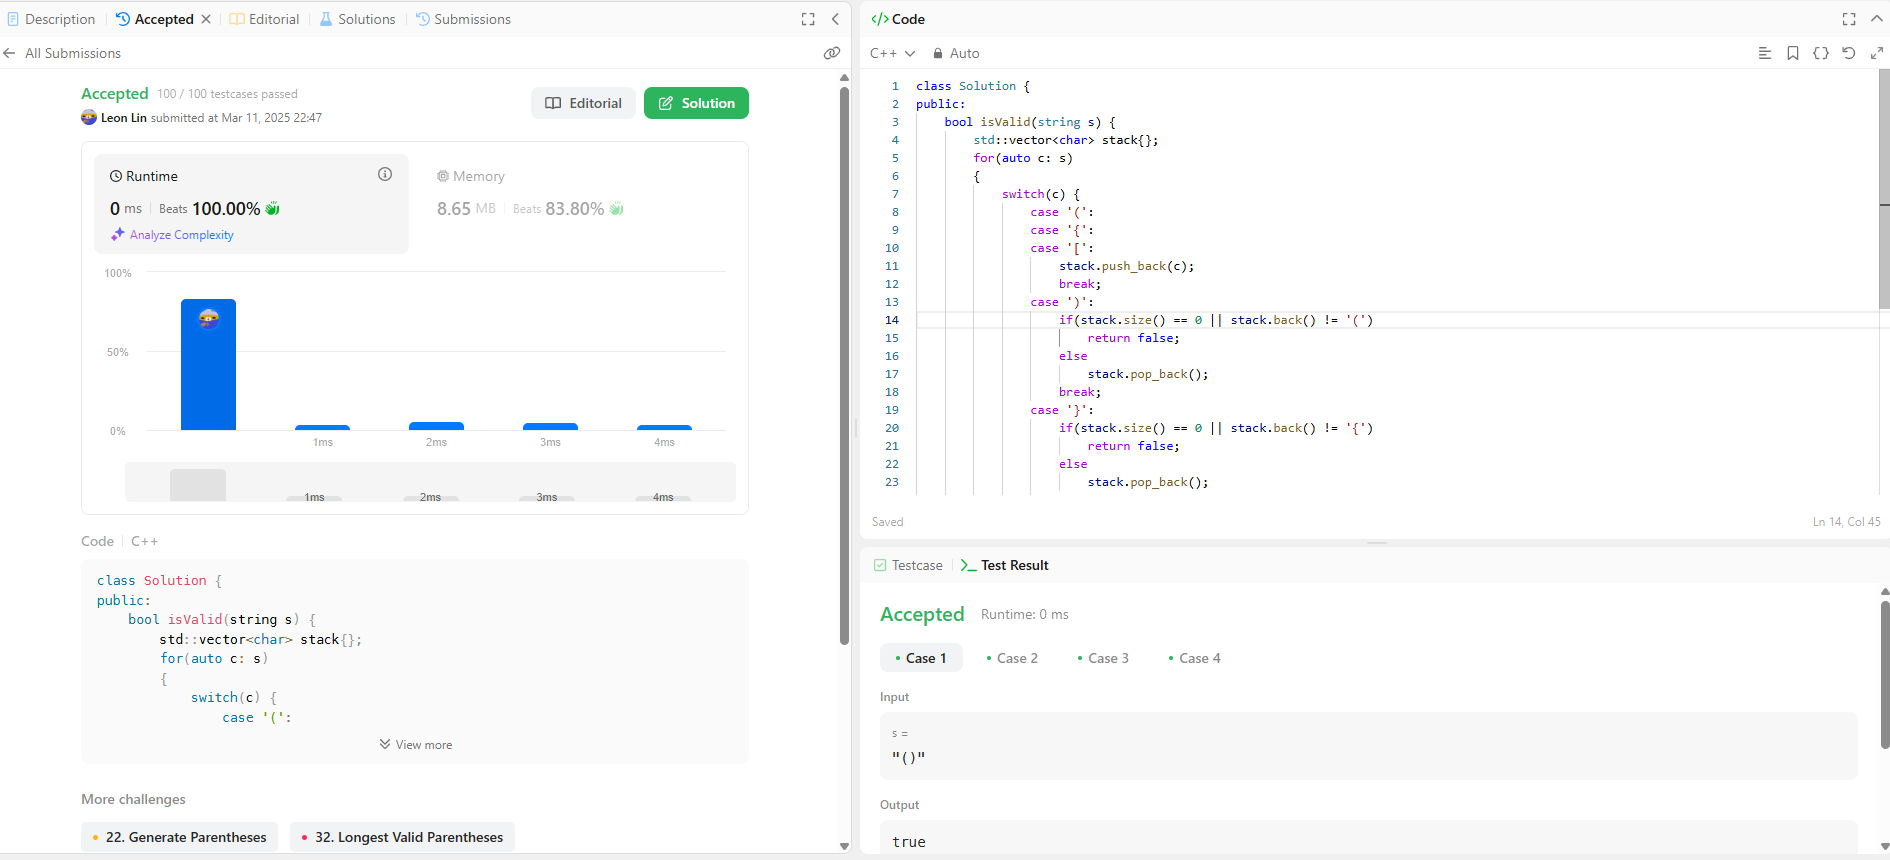 Description
Accepted
Editorial
Solutions
Submissions
All Submissions
Accepted 100 / 100 testcases passed
Leon Lin submitted at Mar 11, 2025 22:47
Editorial
Solution
Runtime
0 ms Beats 100.00%
Analyze Complexity
Memory
8.65 MB Beats 83.80%
100%
50%
0%
1ms 2ms 3ms 4ms
1ms 2ms 3ms 4ms
Code C++
class Solution {
public:
    bool isValid(string s) {
        std::vector<char> stack{};
        for(auto c: s)
        {
            switch(c) {
                case '(':
View more
More challenges
22. Generate Parentheses
32. Longest Valid Parentheses
</> Code
C++ Auto
1 class Solution {
2 public:
3     bool isValid(string s) {
4         std::vector<char> stack{};
5         for(auto c: s)
6         {
7             switch(c) {
8                 case '(':
9                 case '{':
10                 case '[':
11                     stack.push_back(c);
12                     break;
13                 case ')':
14                     if(stack.size() == 0 || stack.back() != '(')
15                         return false;
16                     else
17                         stack.pop_back();
18                     break;
19                 case '}':
20                     if(stack.size() == 0 || stack.back() != '{')
21                         return false;
22                     else
23                         stack.pop_back();
Saved
Ln 14, Col 45
Testcase
Test Result
Accepted Runtime: 0 ms
Case 1 Case 2 Case 3 Case 4
Input
s =
"()"
Output
true